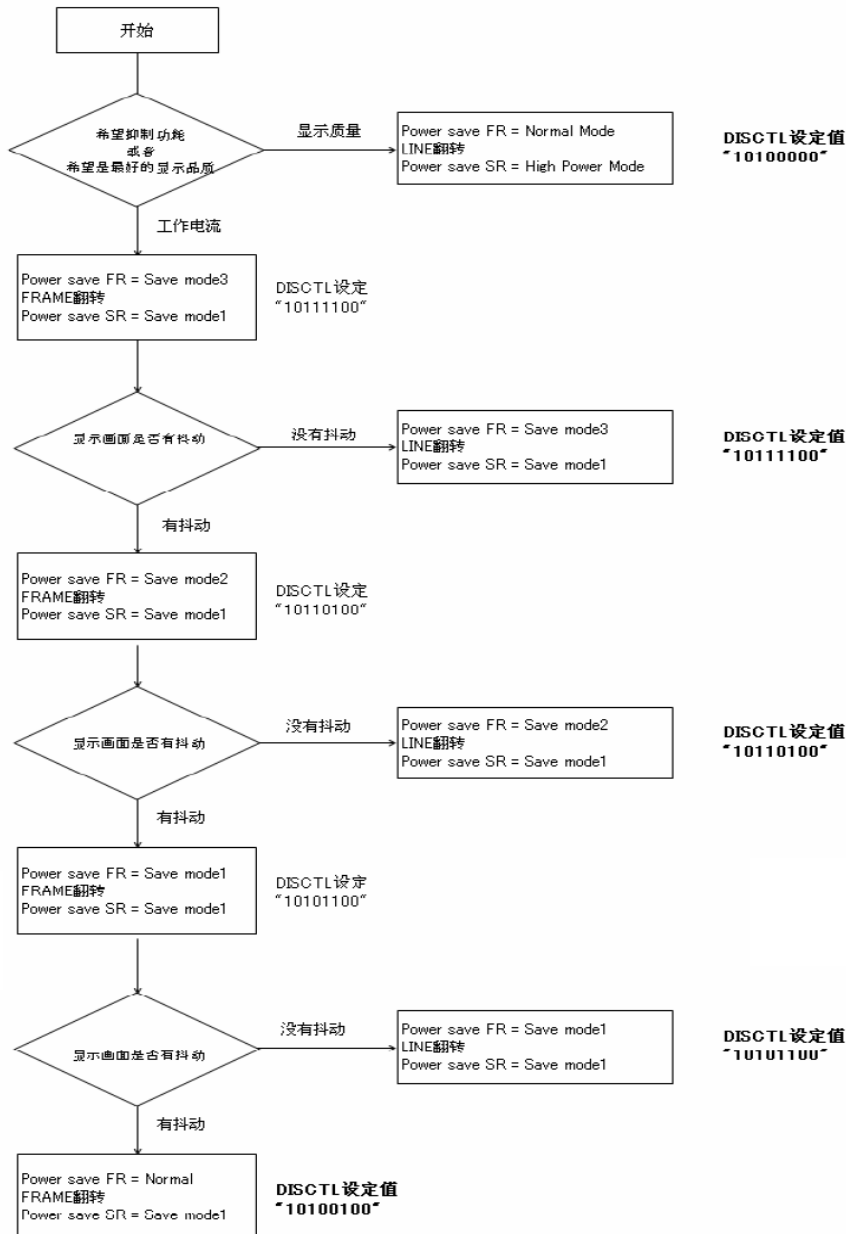 开始
希望抑制功能
或者
希望是最好的显示品质
显示质量
Power save FR = Normal Mode
LINE翻转
Power save SR = High Power Mode
DISCTL设定值
"10100000"
工作电流
Power save FR = Save mode3
FRAME翻转
Power save SR = Save mode1
DISCTL设定
"10111100"
显示画面是否有抖动
没有抖动
Power save FR = Save mode3
LINE翻转
Power save SR = Save mode1
DISCTL设定值
"10111100"
有抖动
Power save FR = Save mode2
FRAME翻转
Power save SR = Save mode1
DISCTL设定
"10110100"
显示画面是否有抖动
没有抖动
Power save FR = Save mode2
LINE翻转
Power save SR = Save mode1
DISCTL设定值
"10110100"
有抖动
Power save FR = Save mode1
FRAME翻转
Power save SR = Save mode1
DISCTL设定
"10101100"
显示画面是否有抖动
没有抖动
Power save FR = Save mode1
LINE翻转
Power save SR = Save mode1
DISCTL设定值
"10101100"
有抖动
Power save FR = Normal
FRAME翻转
Power save SR = Save mode1
DISCTL设定值
"10100100"